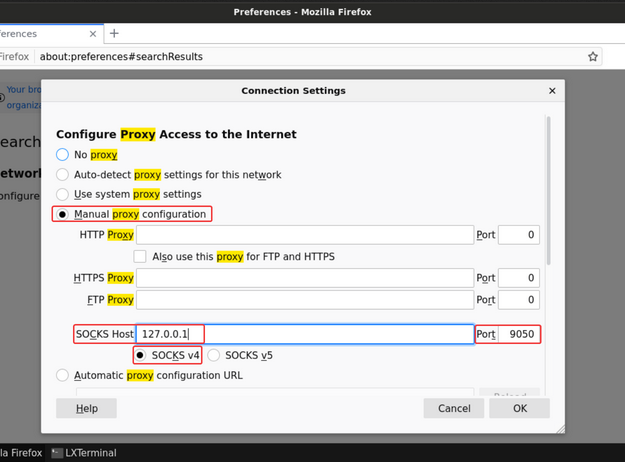 Preferences - Mozilla Firefox
ferences
Firefox about:preferences#searchResults
Your bro
organiza
earch
etwor
onfigure
Connection Settings
Configure Proxy Access to the Internet
No proxy
Auto-detect proxy settings for this network
Use system proxy settings
Manual proxy configuration
HTTP Proxy Port 0
Also use this proxy for FTP and HTTPS
HTTPS Proxy Port 0
FTP Proxy Port 0
SOCKS Host 127.0.0.1 Port 9050
SOCKS v4 SOCKS v5
Automatic proxy configuration URL
Reload
Help Cancel OK
la Firefox LXTerminal